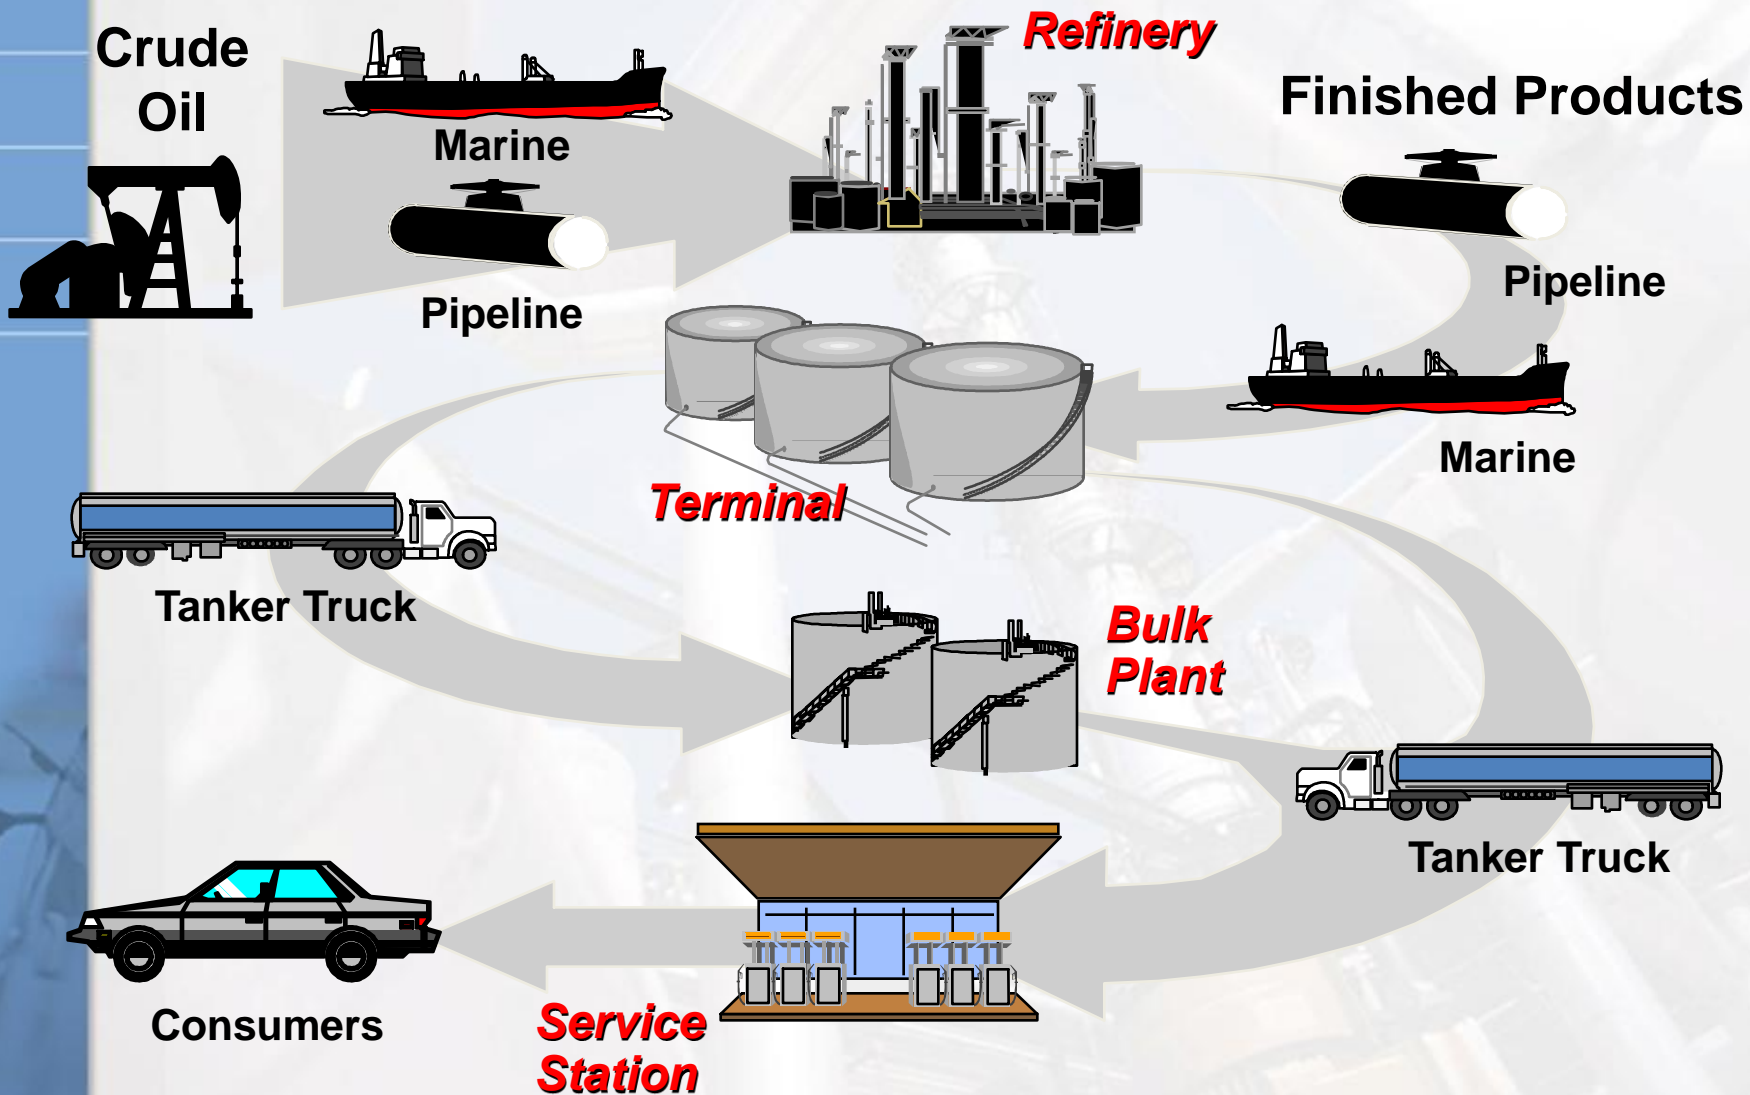 Crude
Oil
Marine
Pipeline
Refinery
Finished Products
Pipeline
Marine
Terminal
Tanker Truck
Bulk
Plant
Tanker Truck
Service
Station
Consumers